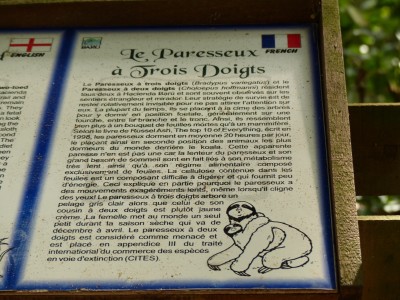 ENGLISH
FRENCH
Le Paresseux
à Trois Doigts
Le Paresseux à trois doigts (Bradypus variegatus) et le
Paresseux à deux doigts (Choloepus hoffmanni) résident
tous deux à Hacienda Barú et sont souvent observés sur les
sentiers
rester relativement invisible pour ne pas attirer l'attention sur
eux. La plupart du temps, ils se placent à la cime des arbres
pour y dormir en position foetale, généralement sur une
fourche, entre la branche et le tronc. Ainsi, ils ressemblent
bien plus à un bouquet de feuilles mortes qu'à un animal.
Selon le livre de Russel Ash, The top 10 of Everything, écrit en
1998, les paresseux dorment en moyenne 20 heures par jour,
le plaçant ainsi en seconde position des animaux les plus
dormeurs du monde derrière le koala. Cette apparente
paresse n'est pas une car la lenteur du paresseux et son
grand besoin de sommeil sont en fait liés à son métabolisme
très lent ainsi qu'à son régime alimentaire composé
exclusivement de feuilles. La cellulose contenue dans les
feuilles est un composant difficile à digérer et qui fournit peu
d'énergie. Ceci explique en partie pourquoi le paresseux a
des mouvements exagérément lents, même lorsqu'il cligne
des yeux! Le paresseux à trois doigts arbore un
pelage gris clair alors que celui de son
cousin à deux doigts est plutôt jaune
crème. La femelle met au monde un seul
petit durant la saison sèche qui va de
décembre à avril. Le paresseux à deux
doigts est considéré comme menacé et
est placé en appendice III du traité
international du commerce des espèces
en voie d'extinction (CITES).